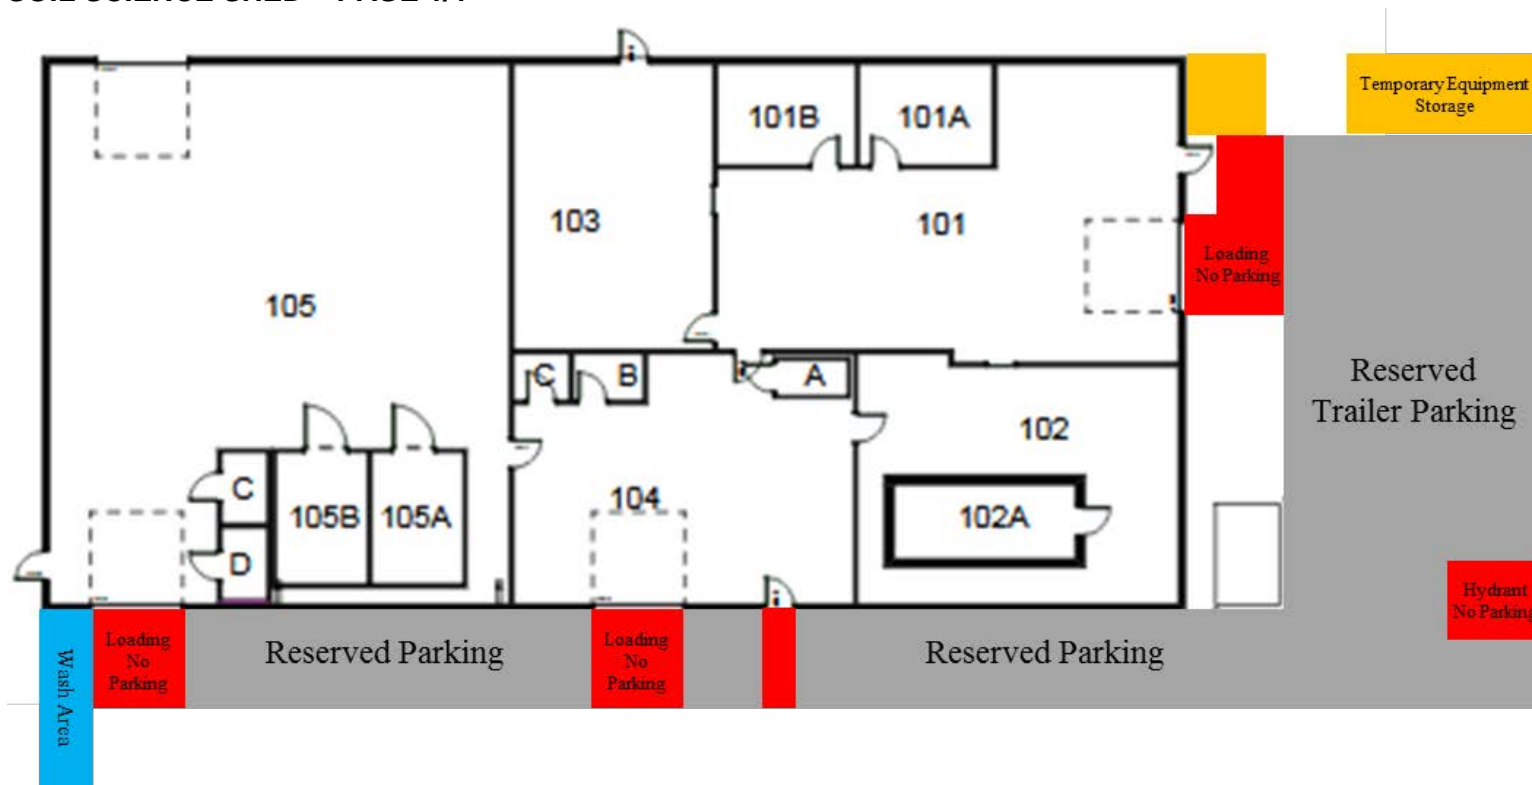 Temporary Equipment
Storage
101B
101A
103
101
Loading
No Parking
105
Reserved
Trailer Parking
C
B
A
102
C
105B
105A
104
102A
D
Hydrant
No Parking
Loading
No
Parking
Reserved Parking
Loading
No
Parking
Reserved Parking
Wash Area